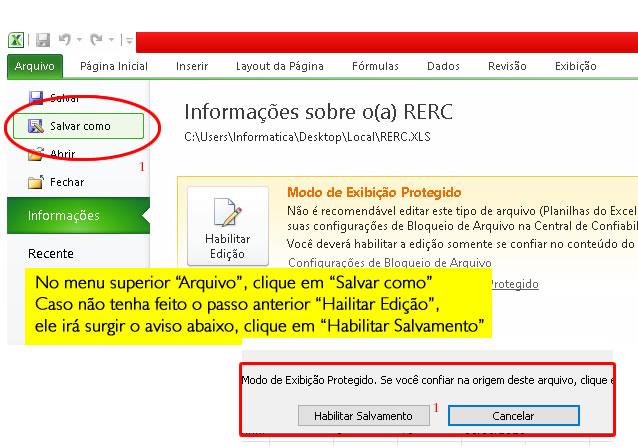 Arquivo Página Inicial Inserir Layout da Página Fórmulas Dados Revisão Exibição
Salvar
Salvar como
Abrir
1
Fechar
Informações
Recente
Informações sobre o(a) RERC
C:\Users\Informatica\Desktop\Local\RERC.XLS
Habilitar
Edição
Modo de Exibição Protegido
Não é recomendável editar este tipo de arquivo (Planilhas do Excel
suas configurações de Bloqueio de Arquivo na Central de
Você deverá habilitar a edição somente se confiar no conteúdo do
Configurações de Bloqueio de Arquivo
Protegido
No menu superior “Arquivo”, clique em “Salvar como”
Caso não tenha feito o passo anterior “Hailitar Edição”,
ele irá surgir o aviso abaixo, clique em “Habilitar Salvamento”
Modo de Exibição Protegido. Se você confiar na origem deste arquivo, clique
Habilitar Salvamento 1 Cancelar